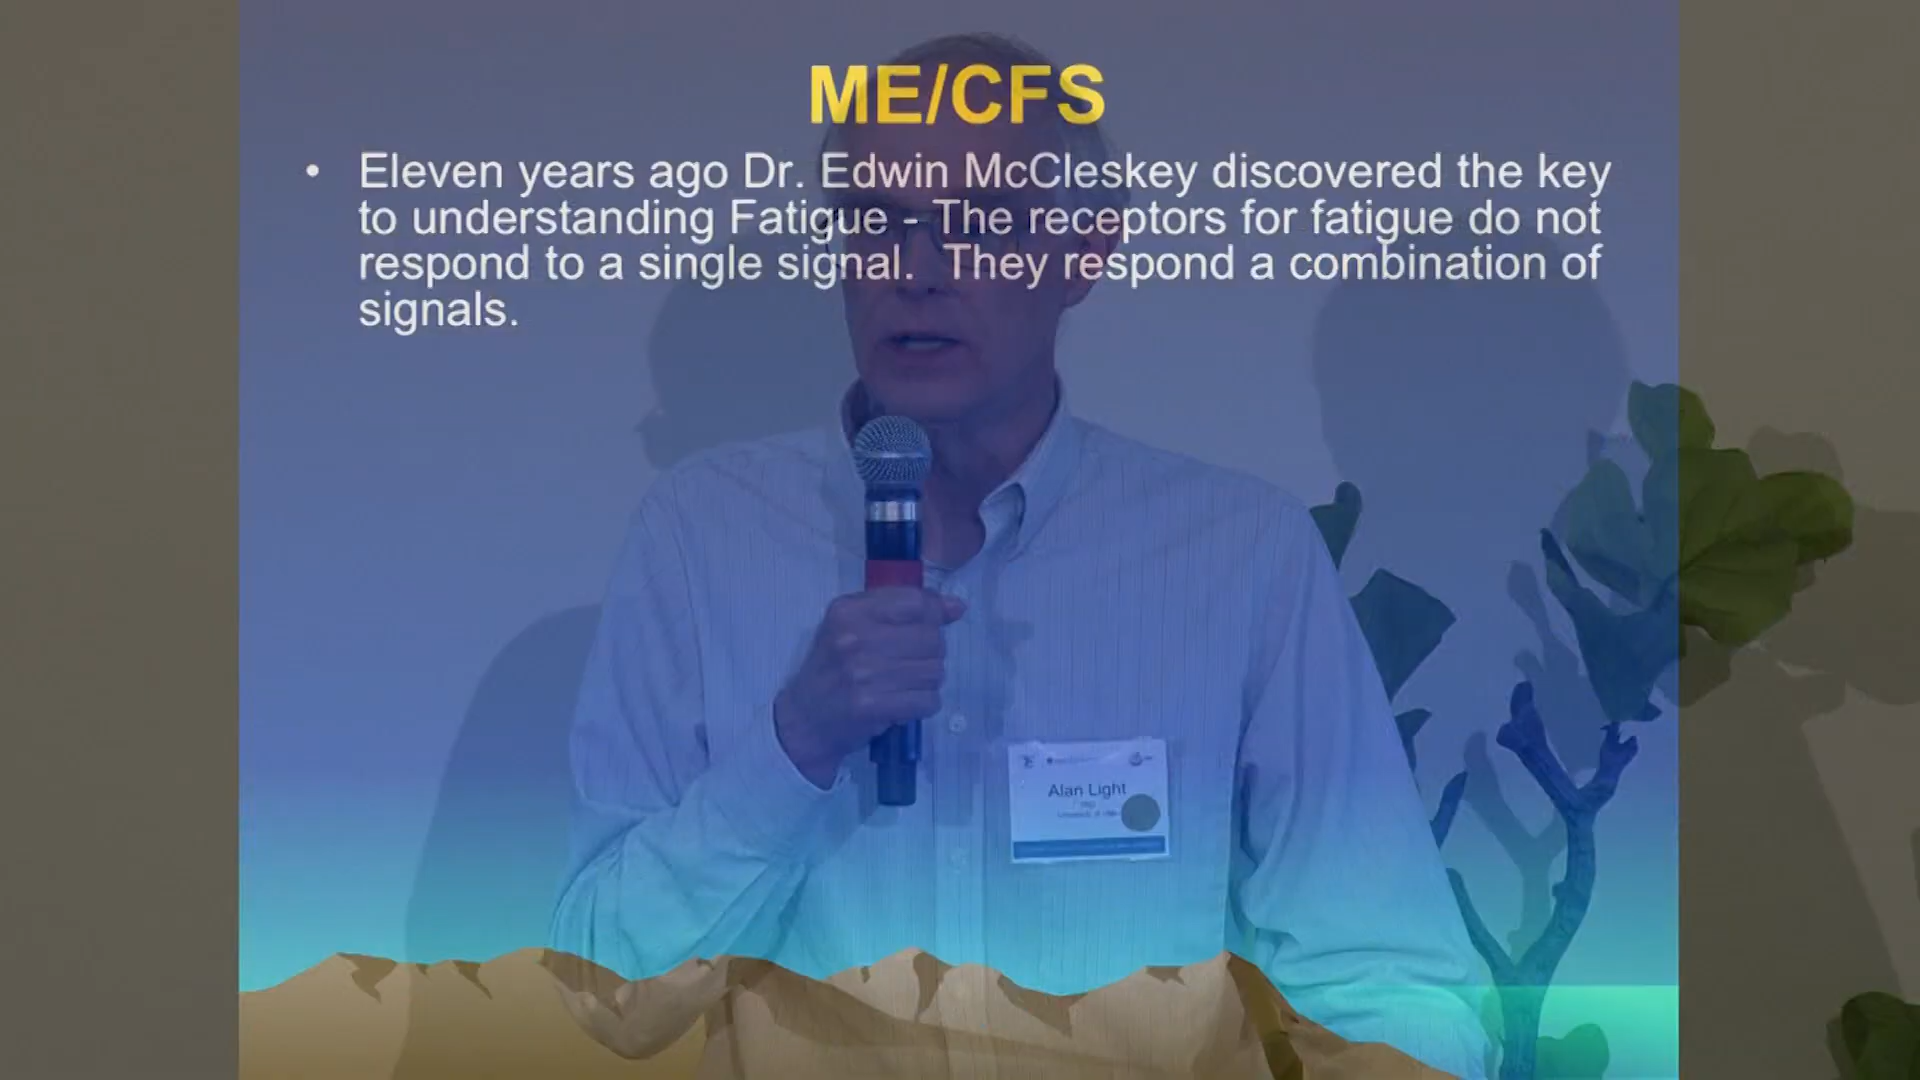 ME/CFS
• Eleven years ago Dr. Edwin McCleskey discovered the key
to understanding Fatigue - The receptors for fatigue do not
respond to a single signal.  They respond a combination of
signals.
Alan Light